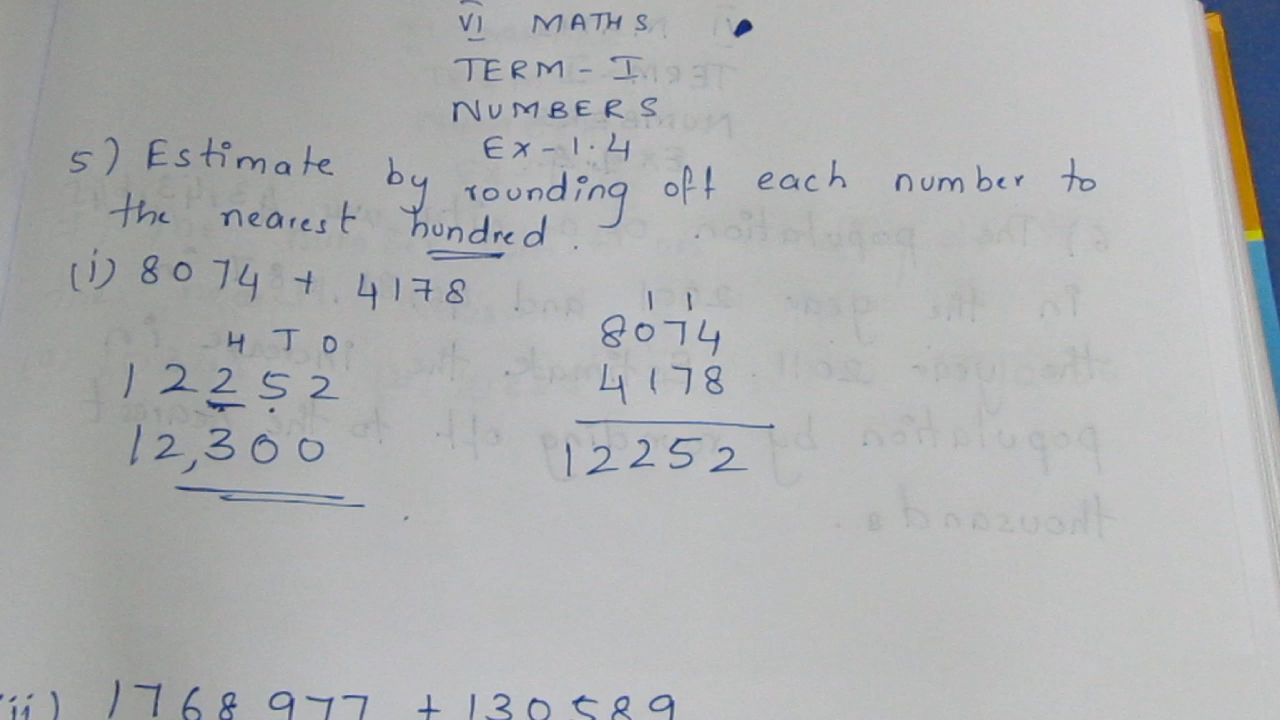 VI MATHS
TERM - I
NUMBERS
Ex-1.4
5) Estimate by rounding off each number to
the nearest hundred.
(i) 8074 + 4178
1 1
8074
4178
12252
H T O
12252
12,300
ii) 1768977 + 130589